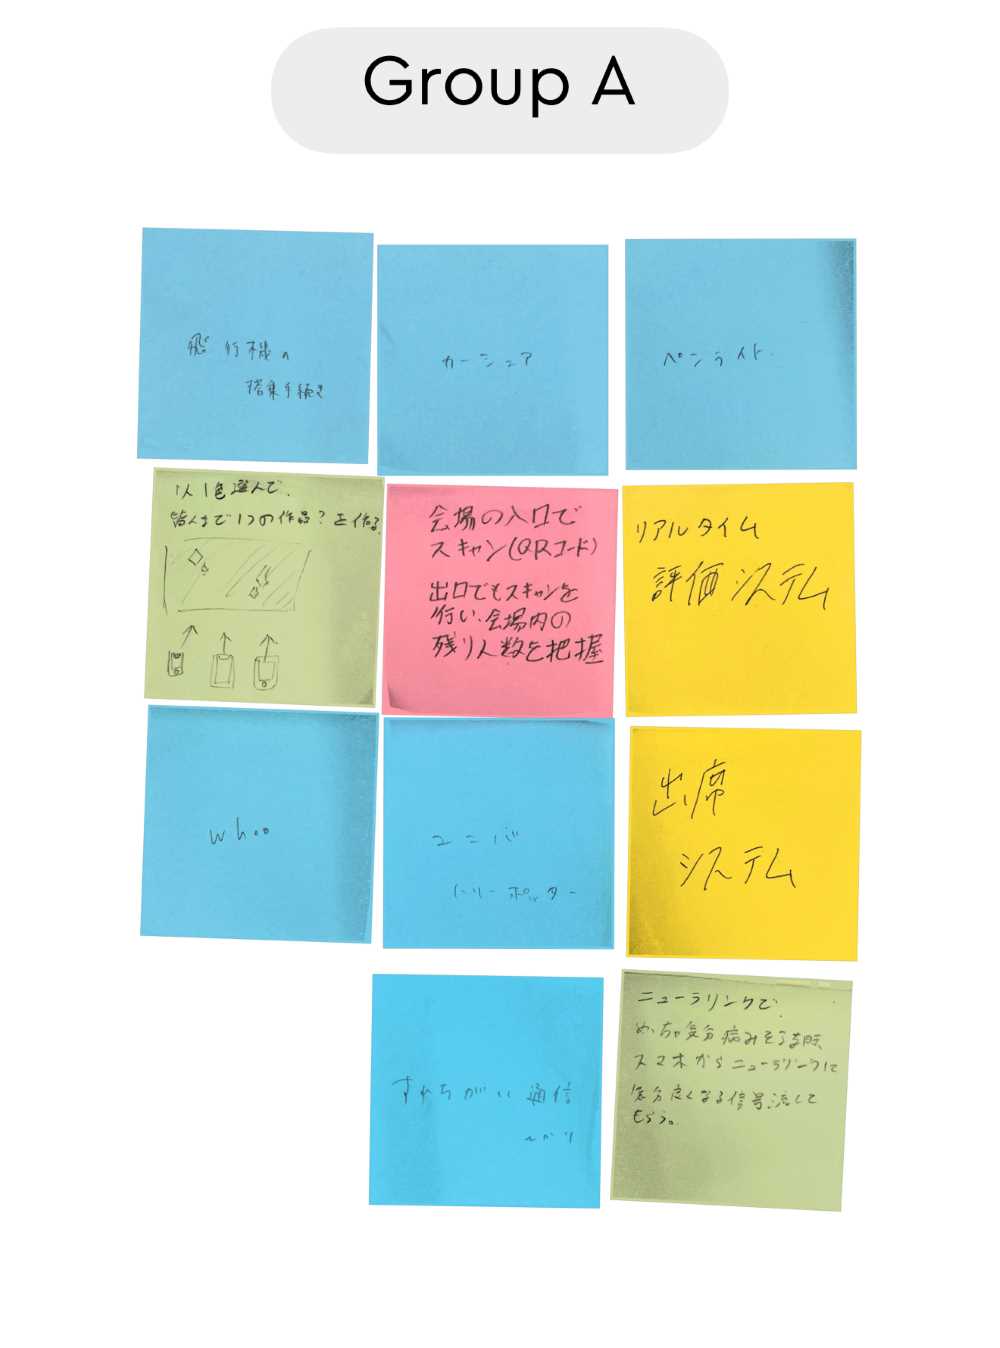 Group A
飛行機の
搭乗手続き
カーシェア
ペンライト
1人1色選んで、
皆んなで1つの作品?を作る。
会場の入口で
スキャン(QRコード)
出口でもスキャンを
行い、会場内の
残り人数を把握
リアルタイム
評価システム
whoo
ユニバ
ハリーポッター
出席
システム
すれちがい通信
ニューラリンクで、
めっちゃ気分病みそうな時、
スマホからニューラリンクに
気分良くなる信号流して
もらう。